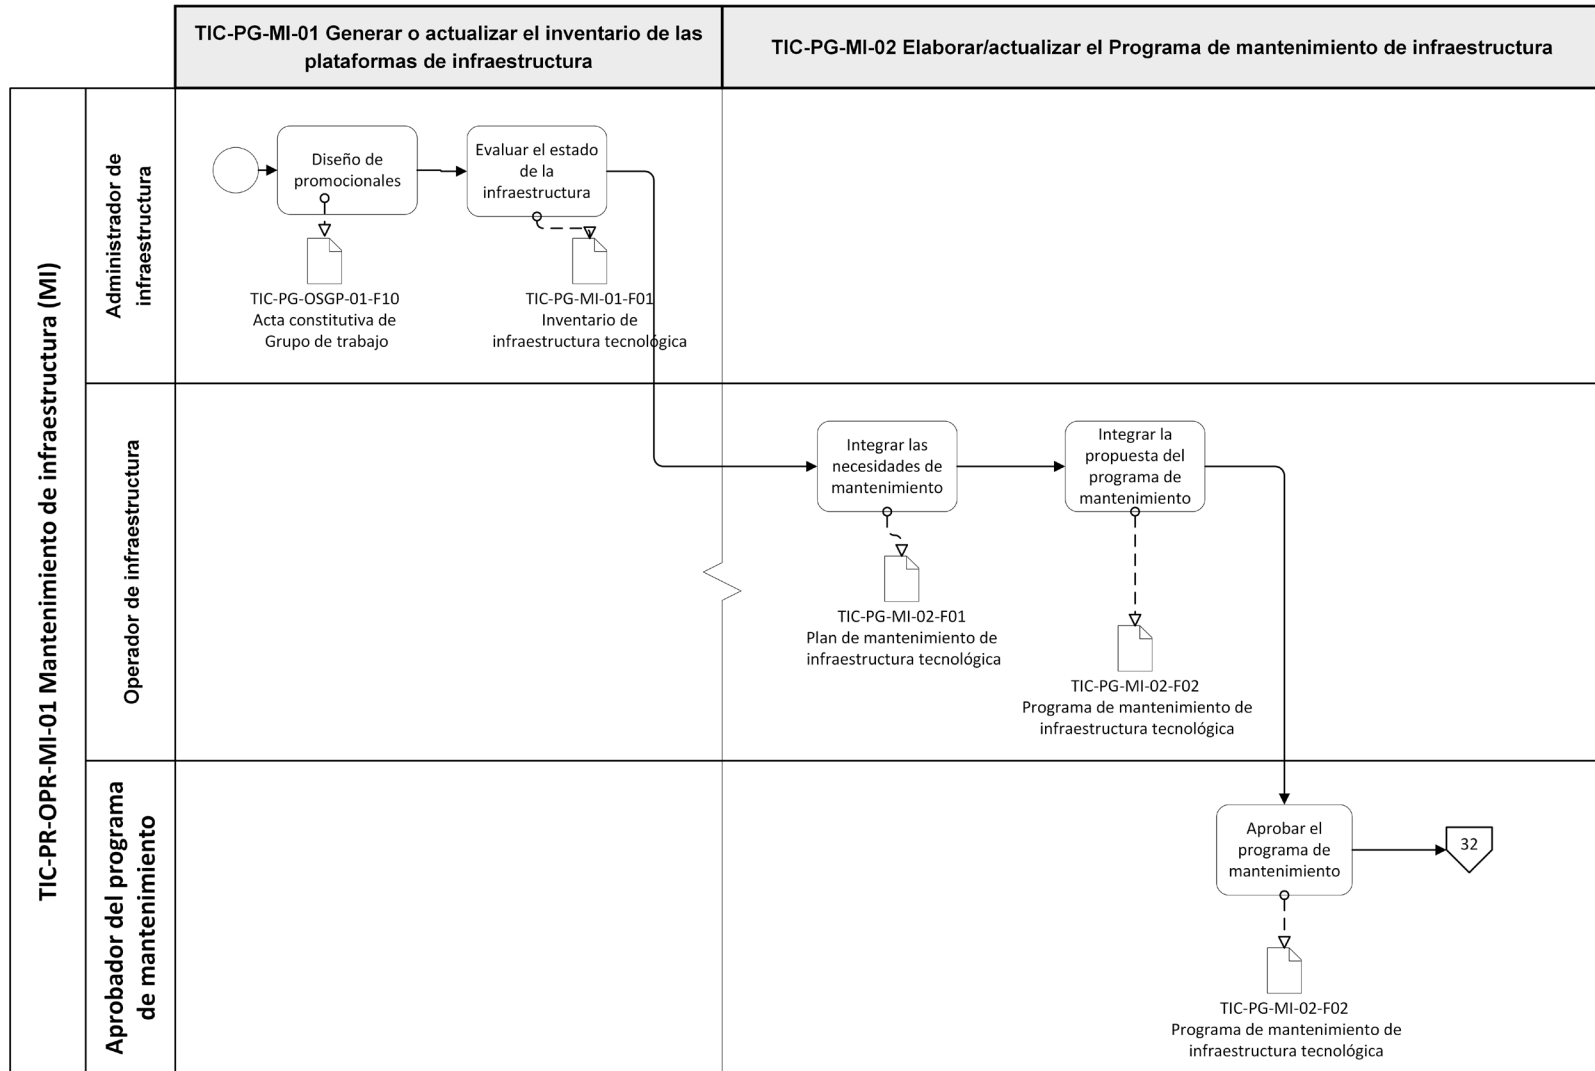 TIC-PG-MI-01 Generar o actualizar el inventario de las
plataformas de infraestructura
TIC-PG-MI-02 Elaborar/actualizar el Programa de mantenimiento de infraestructura
TIC-PR-OPR-MI-01 Mantenimiento de infraestructura (MI)
Administrador de
infraestructura
Diseño de
promocionales
Evaluar el estado
de la
infraestructura
TIC-PG-OSGP-01-F10
Acta constitutiva de
Grupo de trabajo
TIC-PG-MI-01-F01
Inventario de
infraestructura tecnológica
Operador de infraestructura
Integrar las
necesidades de
mantenimiento
Integrar la
propuesta del
programa de
mantenimiento
TIC-PG-MI-02-F01
Plan de mantenimiento de
infraestructura tecnológica
TIC-PG-MI-02-F02
Programa de mantenimiento de
infraestructura tecnológica
Aprobador del programa
de mantenimiento
Aprobar el
programa de
mantenimiento
32
TIC-PG-MI-02-F02
Programa de mantenimiento de
infraestructura tecnológica